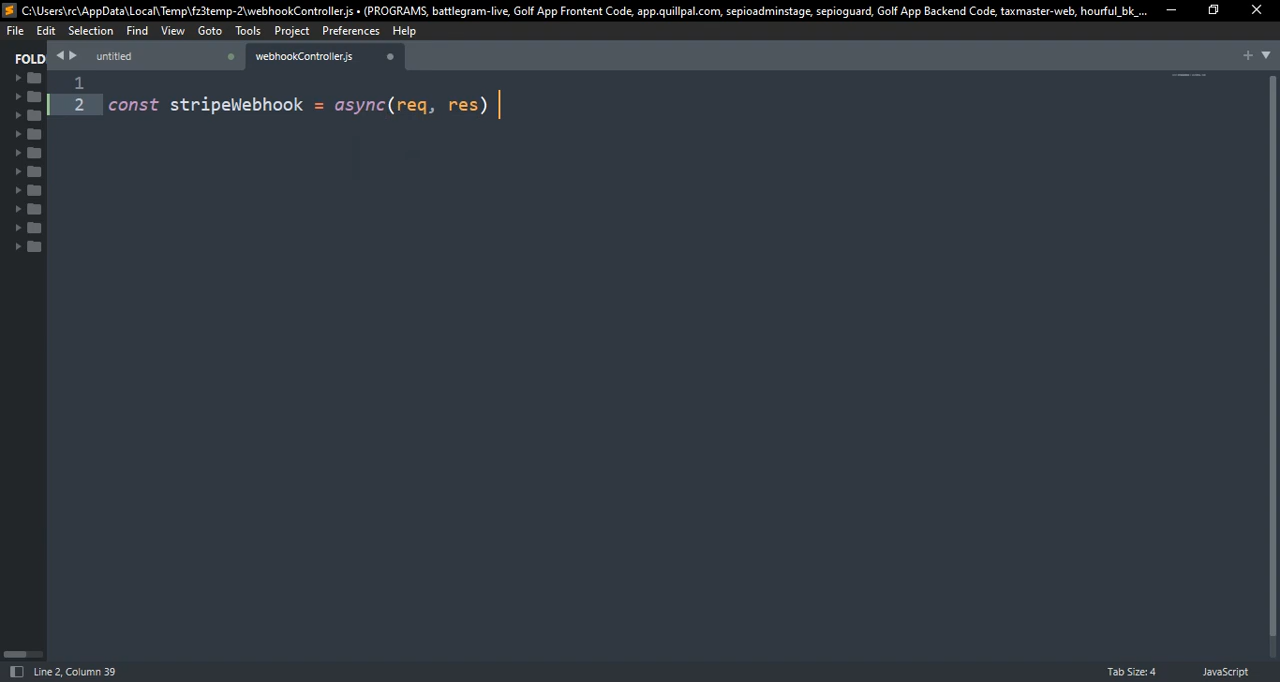 C:\Users\rc\AppData\Local\Temp\fz3temp-2\webhookController.js • (PROGRAMS, battlegram-live, Golf App Frontent Code, app.quillpal.com, sepioadminstage, sepioguard, Golf App Backend Code, taxmaster-web, hourful_bk_...
File Edit Selection Find View Goto Tools Project Preferences Help
FOLD
untitled
webhookController.js
1
2 const stripeWebhook = async(req, res)
Line 2, Column 39
Tab Size: 4
JavaScript